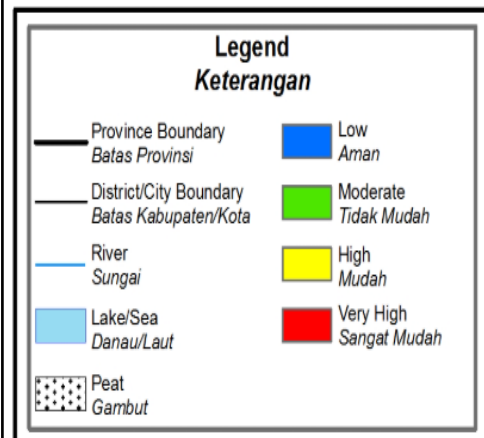 Legend
Keterangan
Province Boundary
Batas Provinsi
District/City Boundary
Batas Kabupaten/Kota
River
Sungai
Lake/Sea
Danau/Laut
Peat
Gambut
Low
Aman
Moderate
Tidak Mudah
High
Mudah
Very High
Sangat Mudah